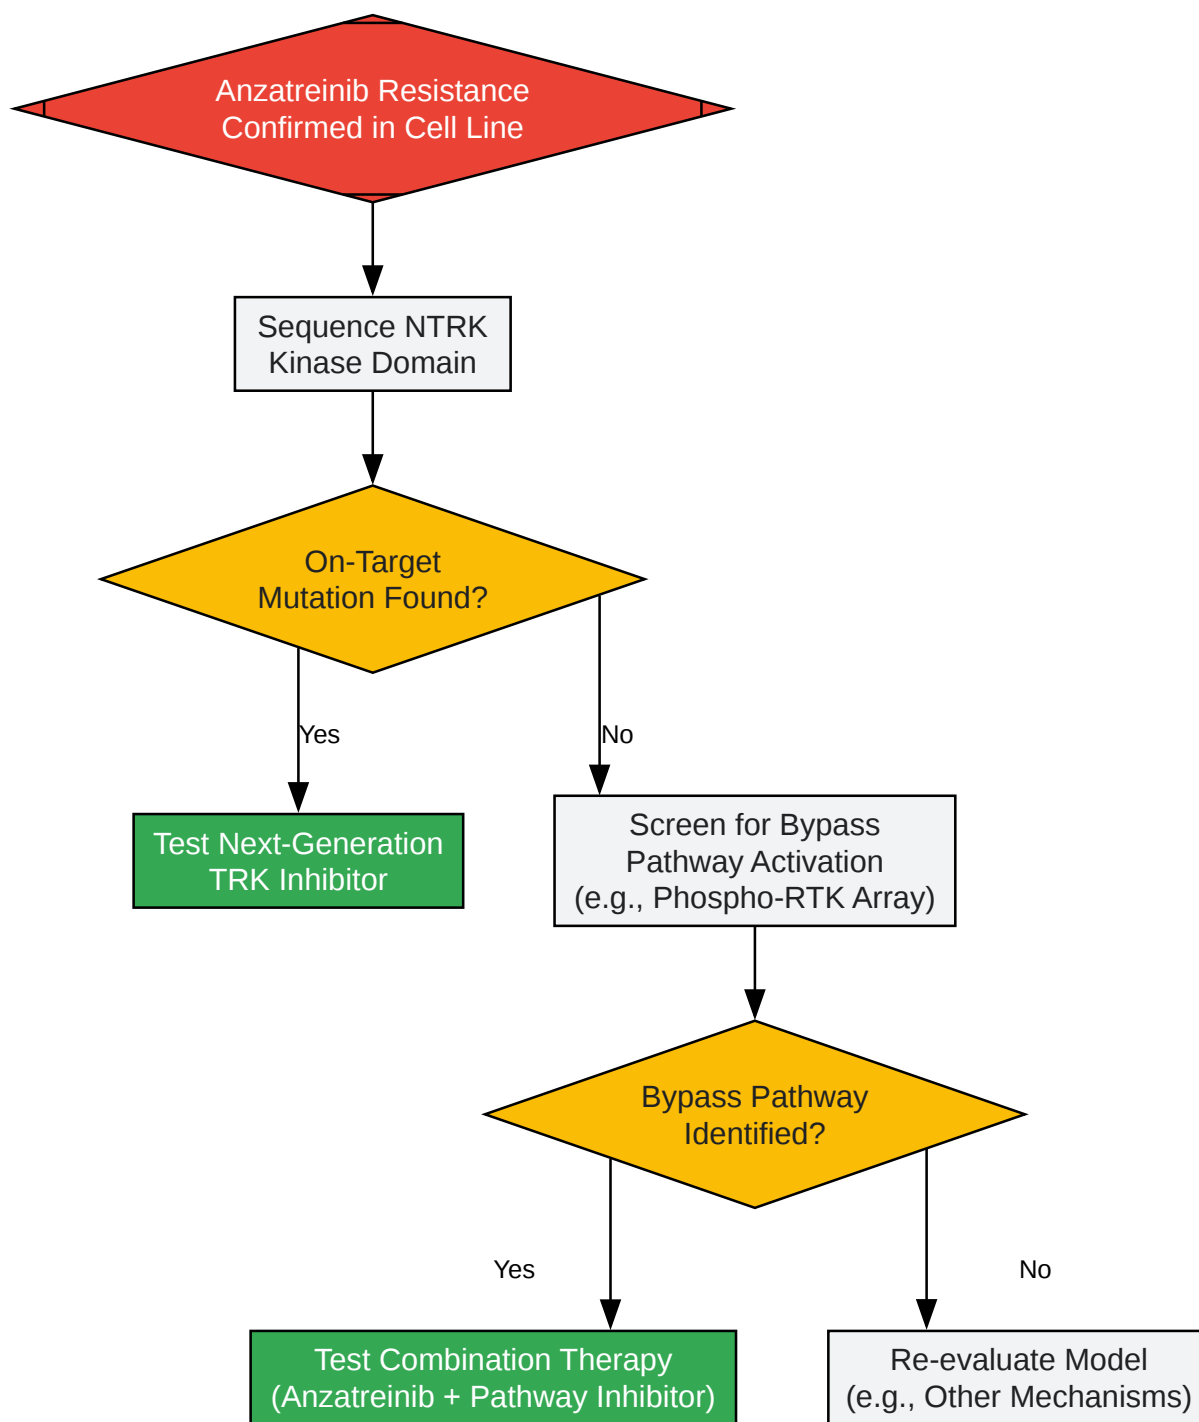 Anzatreinib Resistance
Confirmed in Cell Line
Sequence NTRK
Kinase Domain
On-Target
Mutation Found?
Yes
No
Test Next-Generation
TRK Inhibitor
Screen for Bypass
Pathway Activation
(e.g., Phospho-RTK Array)
Bypass Pathway
Identified?
Yes
No
Test Combination Therapy
(Anzatreinib + Pathway Inhibitor)
Re-evaluate Model
(e.g., Other Mechanisms)